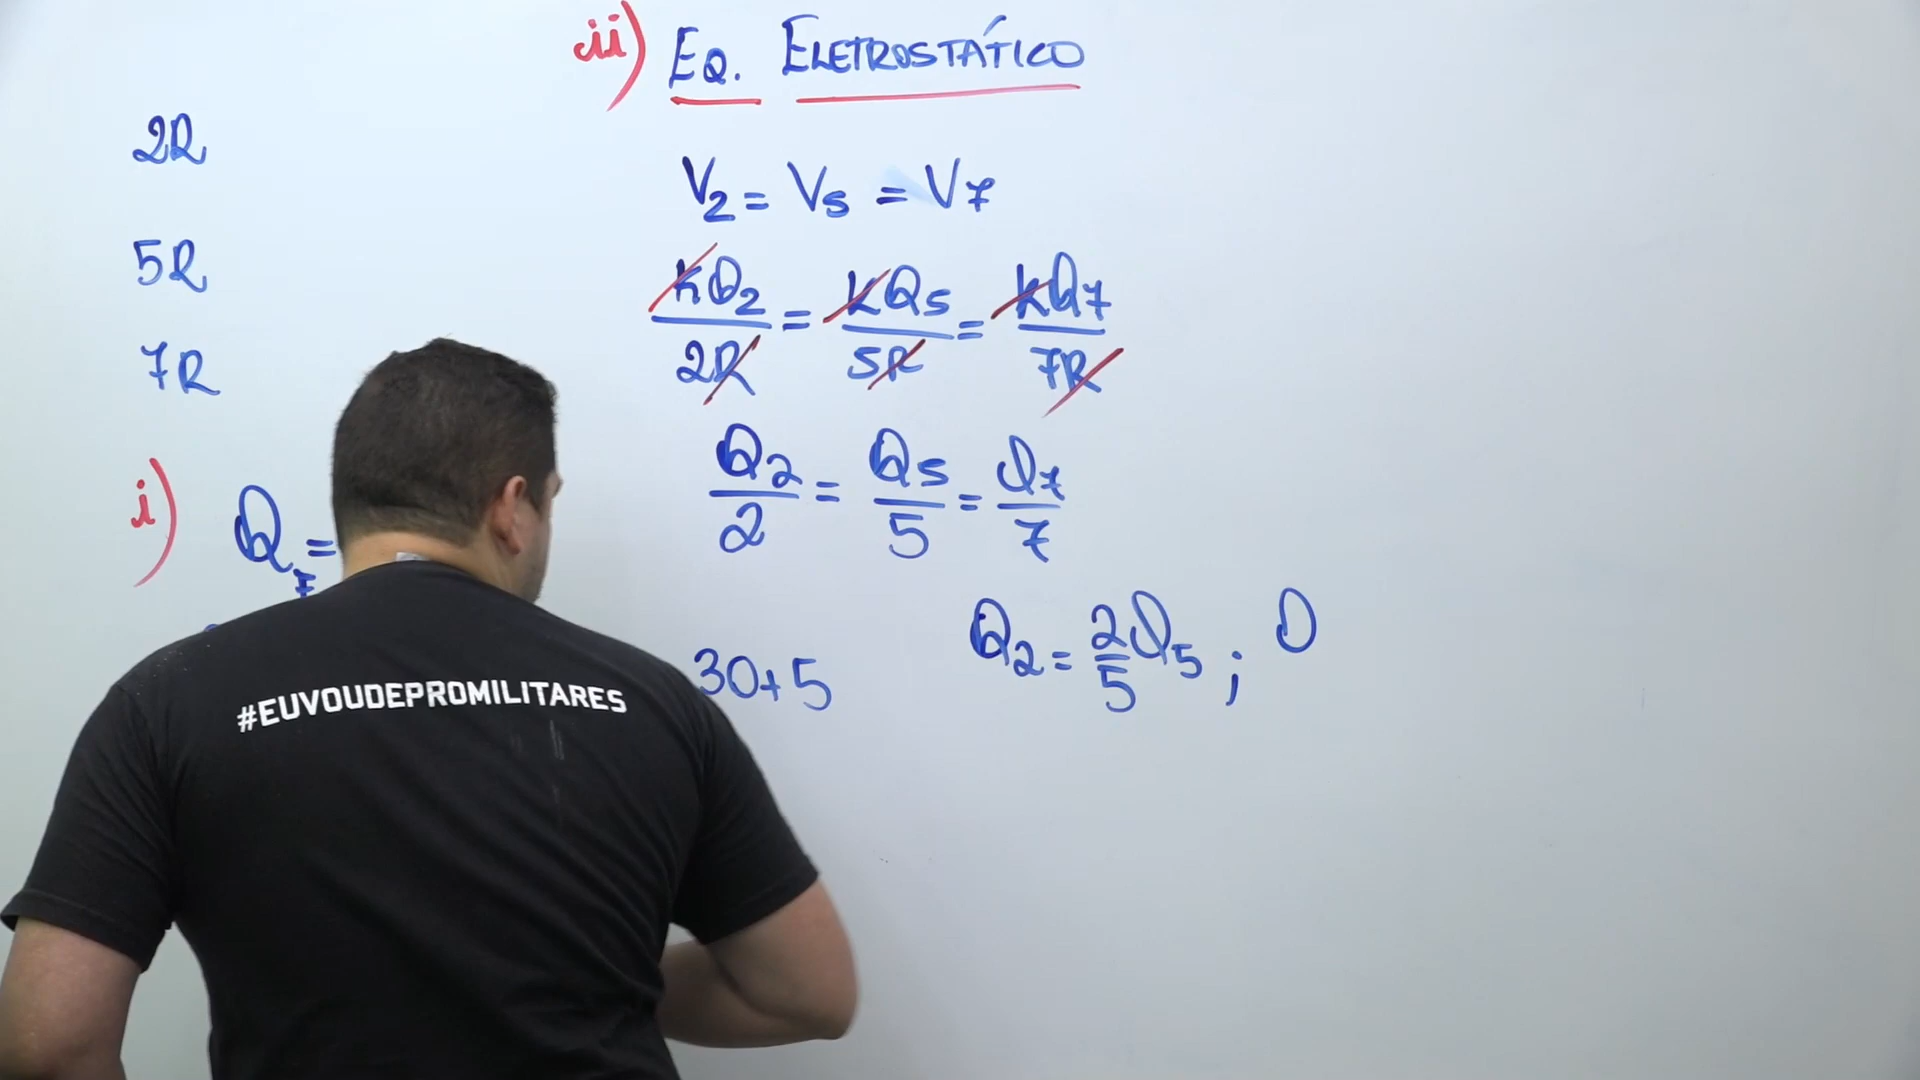 ii) EQ. ELETROSTÁTICO
2R
5R
7R
V2 = V5 = V7
kQ2/2R = kQ5/5R = kQ7/7R
Q2/2 = Q5/5 = Q7/7
i) Q =
30+5
Q2 = 2/5 Q5 ;
#EUVOUDEPROMILITARES